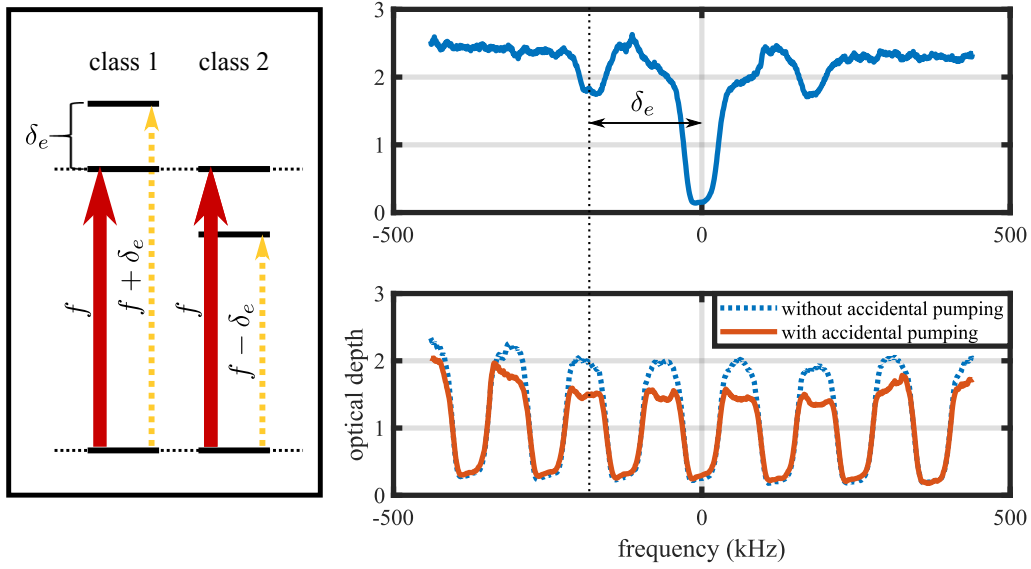 class 1
class 2
δe
f
f + δe
f
f − δe
3
2
1
0
-500
0
500
δe
3
2
1
0
optical depth
without accidental pumping
with accidental pumping
-500
0
500
frequency (kHz)